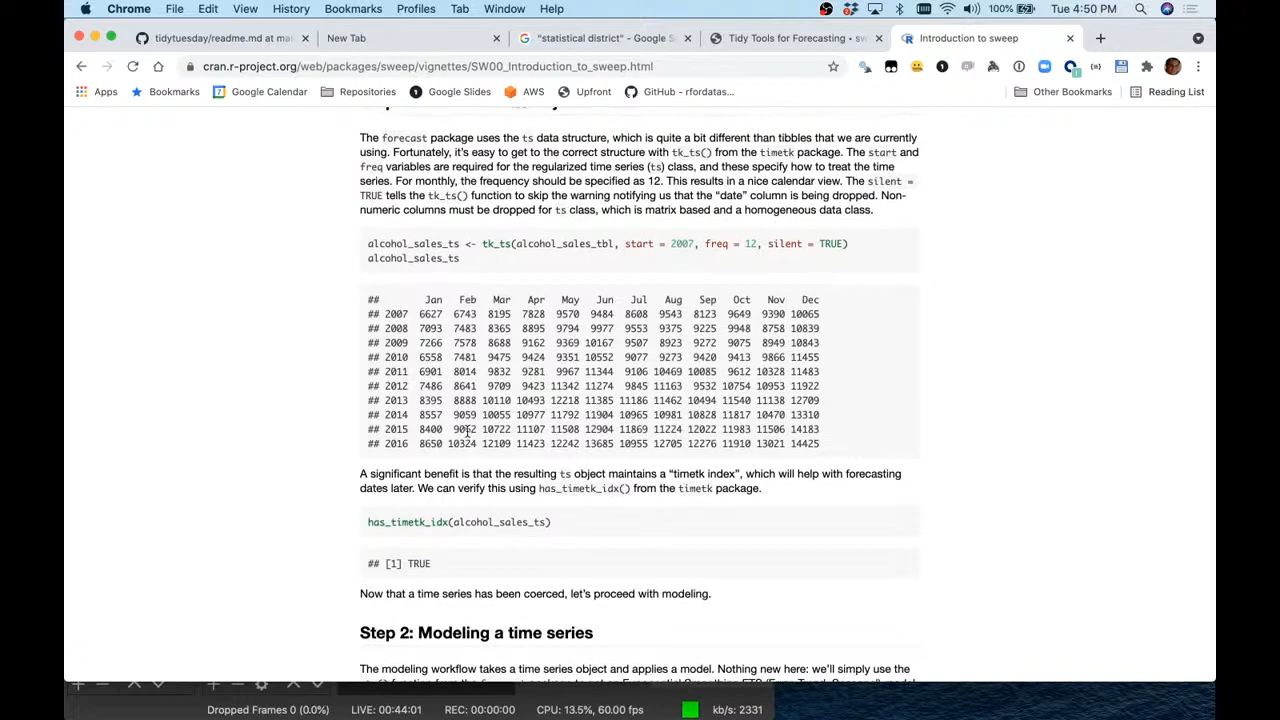 Chrome File Edit View History Bookmarks Profiles Tab Window Help 100% Tue 4:50 PM
tidytuesday/readme.md at ma New Tab "statistical district" - Google S Tidy Tools for Forecasting • sw Introduction to sweep
cran.r-project.org/web/packages/sweep/vignettes/SW00_Introduction_to_sweep.html
Apps Bookmarks Google Calendar Repositories Google Slides AWS Upfront GitHub - rfordatas... Other Bookmarks Reading List
The forecast package uses the ts data structure, which is quite a bit different than tibbles that we are currently
using. Fortunately, it's easy to get to the correct structure with tk_ts() from the timetk package. The start and
freq variables are required for the regularized time series (ts) class, and these specify how to treat the time
series. For monthly, the frequency should be specified as 12. This results in a nice calendar view. The silent =
TRUE tells the tk_ts() function to skip the warning notifying us that the "date" column is being dropped. Non-
numeric columns must be dropped for ts class, which is matrix based and a homogeneous data class.
alcohol_sales_ts <- tk_ts(alcohol_sales_tbl, start = 2007, freq = 12, silent = TRUE)
alcohol_sales_ts
## Jan Feb Mar Apr May Jun Jul Aug Sep Oct Nov Dec
## 2007 6627 6743 8195 7828 9570 9484 8608 9543 8123 9649 9390 10065
## 2008 7093 7483 8365 8895 9794 9977 9553 9375 9225 9948 8758 10839
## 2009 7266 7578 8688 9162 9369 10167 9507 8923 9272 9075 8949 10843
## 2010 6558 7481 9475 9424 9351 10552 9077 9273 9420 9413 9866 11455
## 2011 6901 8014 9832 9281 9967 11344 9106 10469 10085 9612 10328 11483
## 2012 7486 8641 9709 9423 11342 11274 9845 11163 9532 10754 10953 11922
## 2013 8395 8888 10110 10493 12218 11385 11186 11462 10494 11540 11138 12709
## 2014 8557 9059 10055 10977 11792 11904 10965 10981 10828 11817 10470 13310
## 2015 8400 9062 10722 11107 11508 12904 11869 11224 12022 11983 11506 14183
## 2016 8650 10324 12109 11423 12242 13685 10955 12705 12276 11910 13021 14425
A significant benefit is that the resulting ts object maintains a "timetk index", which will help with forecasting
dates later. We can verify this using has_timetk_idx() from the timetk package.
has_timetk_idx(alcohol_sales_ts)
## [1] TRUE
Now that a time series has been coerced, let's proceed with modeling.
Step 2: Modeling a time series
The modeling workflow takes a time series object and applies a model. Nothing new here: we'll simply use the
Dropped Frames 0 (0.0%) LIVE: 00:44:01 REC: 00:00:00 CPU: 13.5%, 60.00 fps kb/s: 2331